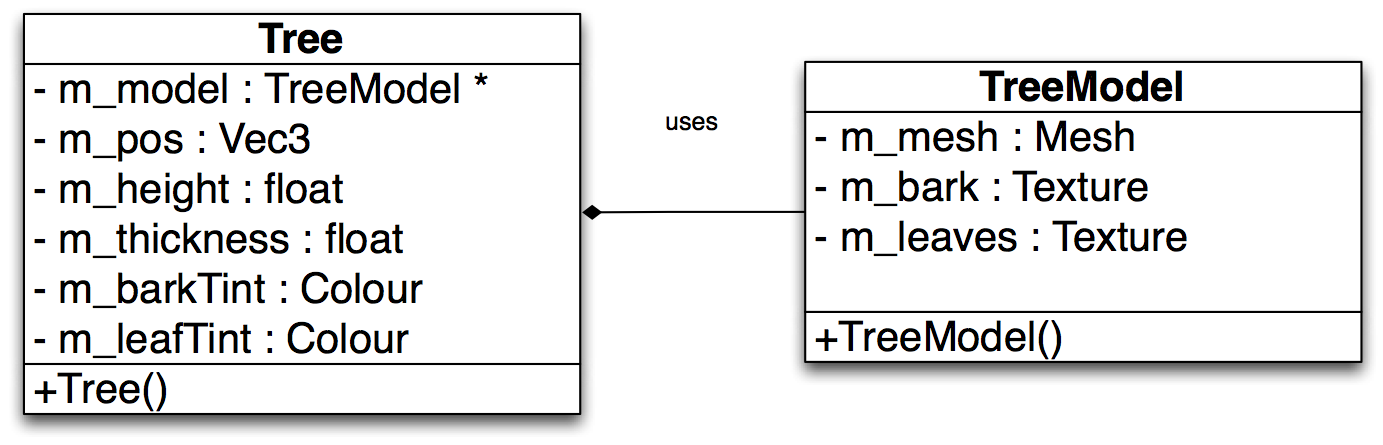 Tree
- m_model : TreeModel *
- m_pos : Vec3
- m_height : float
- m_thickness : float
- m_barkTint : Colour
- m_leafTint : Colour
+Tree()
uses
TreeModel
- m_mesh : Mesh
- m_bark : Texture
- m_leaves : Texture
+TreeModel()